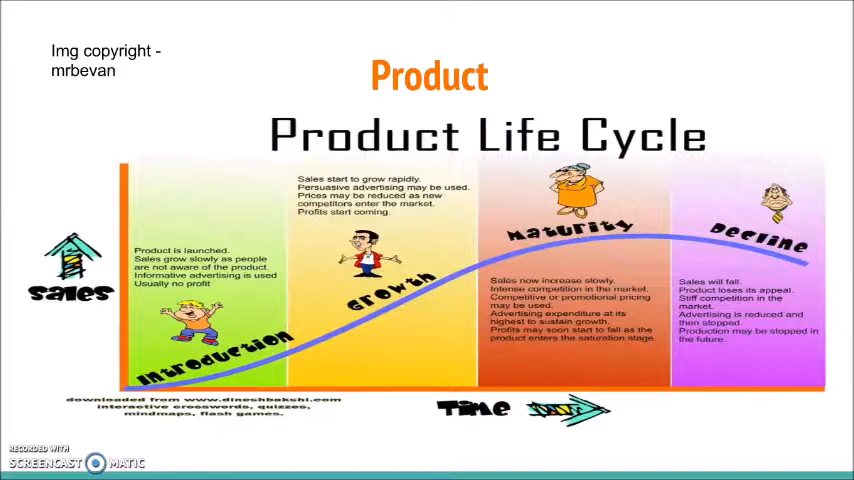 Img copyright -
mrbevan
Product
Product Life Cycle
Sales start to grow rapidly.
Persuasive advertising may be used.
Prices may be reduced as new
competitors enter the market.
Profits start coming.
Product is launched.
Sales grow slowly as people
are not aware of the product.
Informative advertising is used
Usually no profit
Sales
Introduction
Growth
Maturity
Decline
Sales now increase slowly.
Intense competition in the market.
Competitive or promotional pricing
may be used.
Advertising expenditure at its
highest to sustain growth.
Profits may soon start to fall as the
product enters the saturation stage.
Sales will fall.
Product loses its appeal.
Stiff competition in the
market.
Advertising is reduced and
then stopped.
Production may be stopped in
the future.
downloaded from www.dineshbakshi.com
interactive crosswords, quizzes,
mindmaps, flash games.
Time
RECORDED WITH
SCREENCAST MATIC